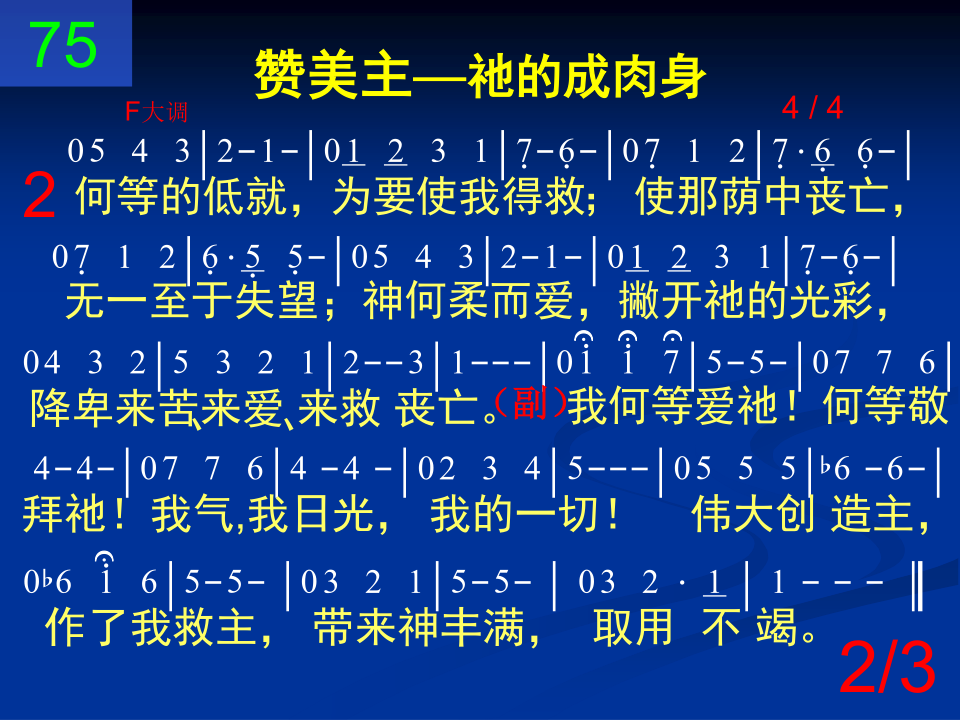 75
赞美主—祂的成肉身
F大调 4 / 4
05 4 3|2-1-|01 2 3 1|7-6-|07 1 2|7·6 6-|
2 何等的低就，为要使我得救；使那荫中丧亡，
07 1 2|6·5 5-|05 4 3|2-1-|01 2 3 1|7-6-|
无一至于失望；神何柔而爱，撇开祂的光彩，
04 3 2|5 3 2 1|2--3|1---|0i i 7|5-5-|07 7 6|
降卑来苦、来爱、来救 丧亡。（副）我何等爱祂！何等敬
4-4-|07 7 6|4 -4 -|02 3 4|5---|05 5 5|♭6 -6-|
拜祂！我气,我日光， 我的一切！ 伟大创 造主，
0♭6 i 6|5-5- |03 2 1|5-5- | 03 2 · 1| 1 - - - ‖
作了我救主， 带来神丰满， 取用 不 竭。
2/3